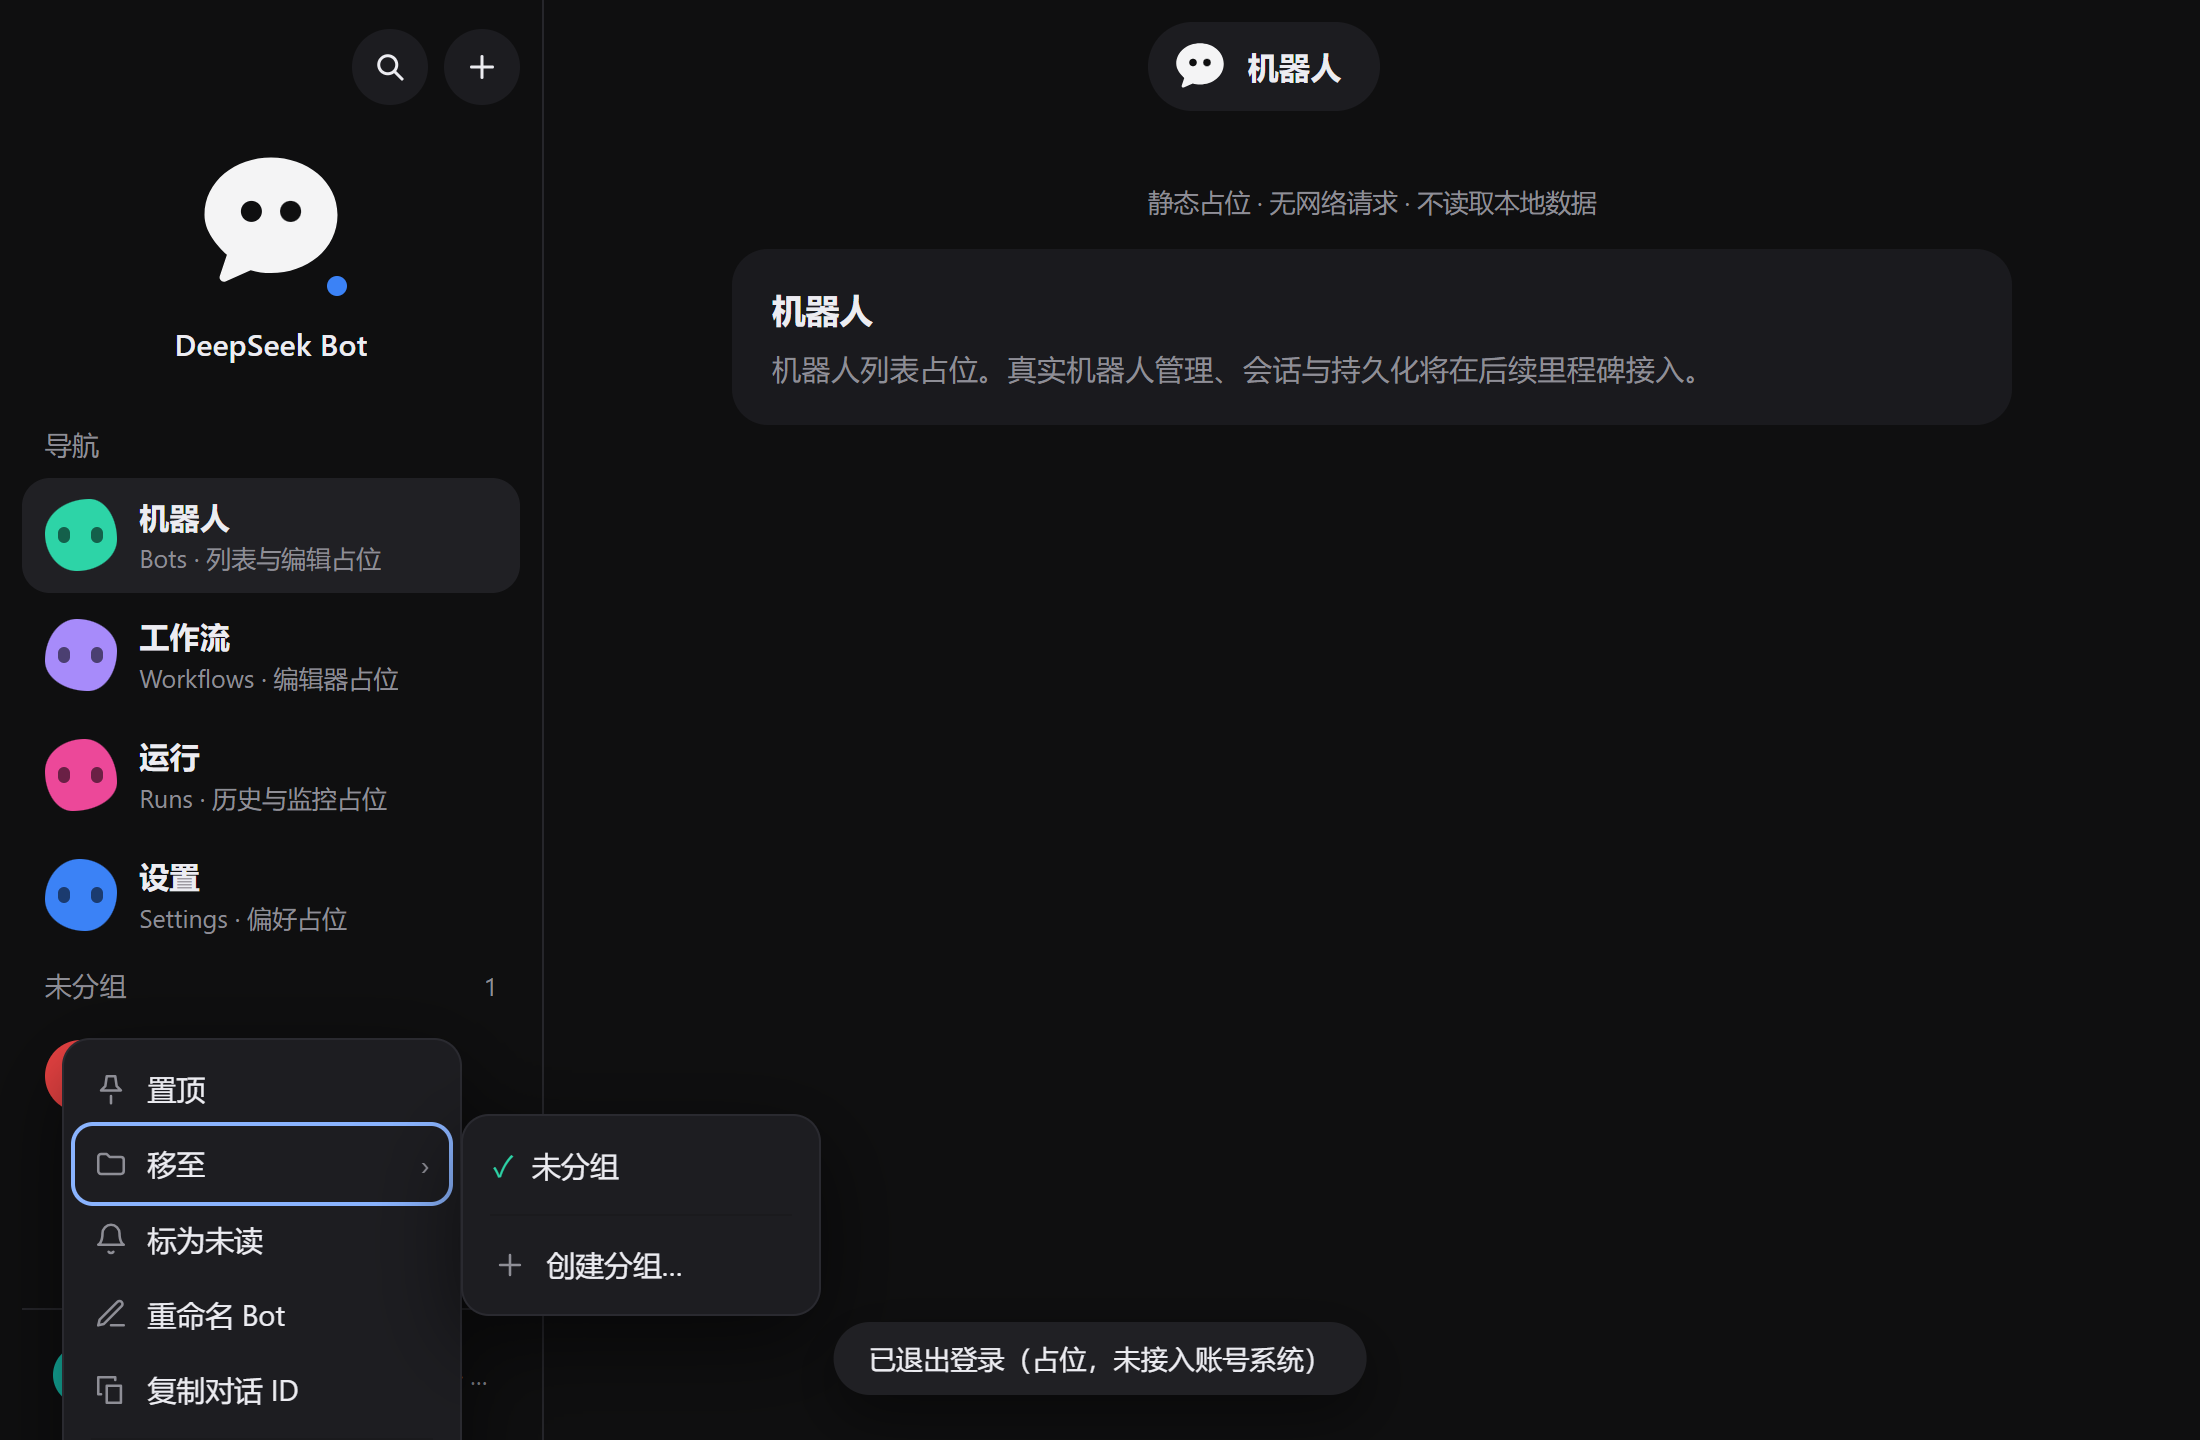 机器人
静态占位 · 无网络请求 · 不读取本地数据
机器人
机器人列表占位。真实机器人管理、会话与持久化将在后续里程碑接入。
DeepSeek Bot
导航
机器人
Bots · 列表与编辑占位
工作流
Workflows · 编辑器占位
运行
Runs · 历史与监控占位
设置
Settings · 偏好占位
未分组 1
置顶
移至
标为未读
重命名 Bot
复制对话 ID
✓ 未分组
创建分组...
...
已退出登录（占位，未接入账号系统）